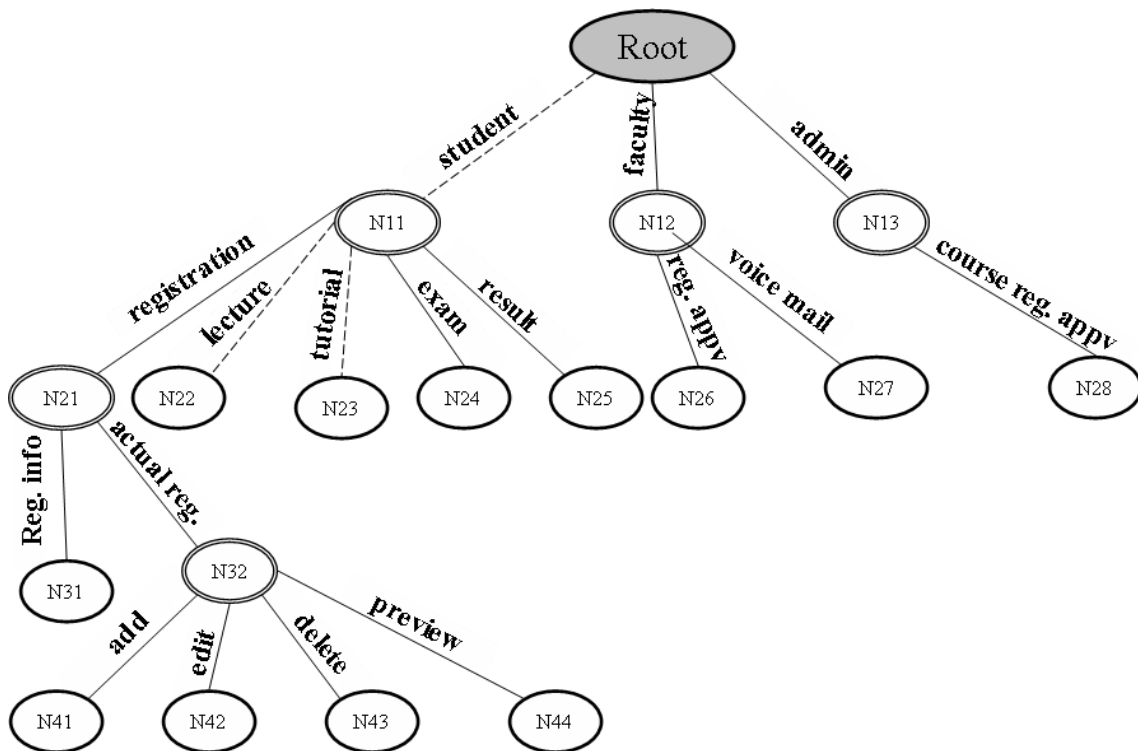 Root
student
faculty
admin
N11
N12
N13
registration
lecture
tutorial
exam
result
reg. appv
voice mail
course reg. appv
N21
N22
N23
N24
N25
N26
N27
N28
Reg. info
actual reg.
N31
N32
add
edit
delete
preview
N41
N42
N43
N44